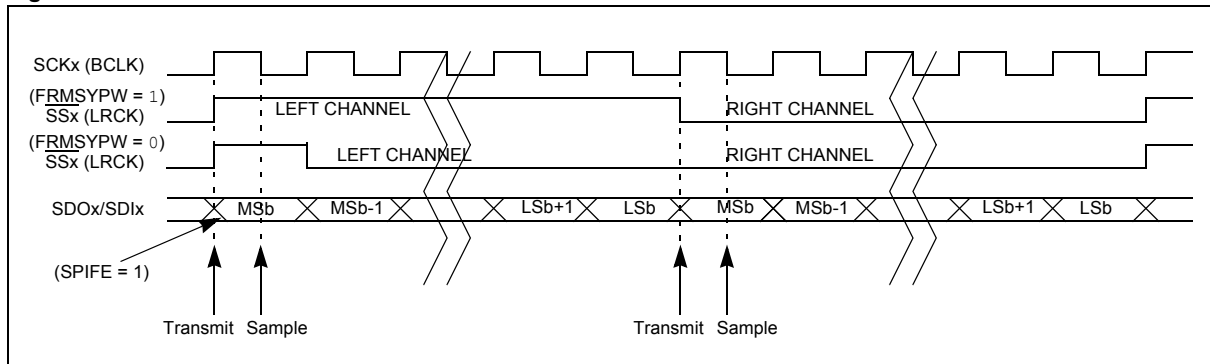 SCKx (BCLK)
(FRMSYPW = 1)
SSx (LRCK)
LEFT CHANNEL
RIGHT CHANNEL
(FRMSYPW = 0)
SSx (LRCK)
LEFT CHANNEL
RIGHT CHANNEL
SDOx/SDIx
MSb
MSb-1
LSb+1
LSb
MSb
MSb-1
LSb+1
LSb
(SPIFE = 1)
Transmit
Sample
Transmit
Sample